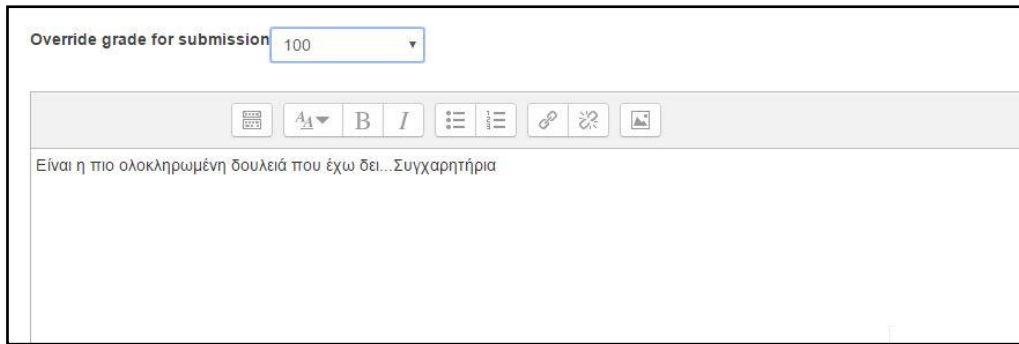 Override grade for submission 100
Είναι η πιο ολοκληρωμένη δουλειά που έχω δει...Συγχαρητήρια